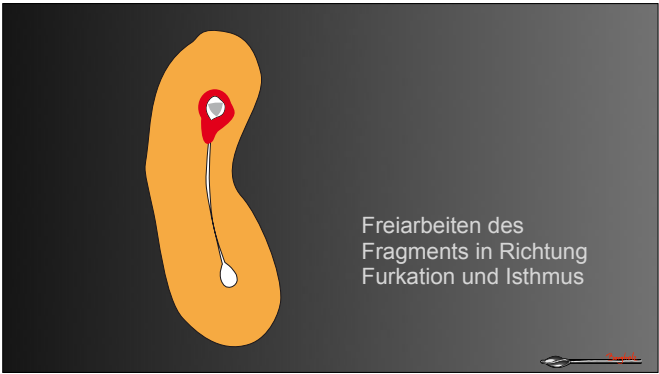 Freiarbeiten des
Fragments in Richtung
Furkation und Isthmus